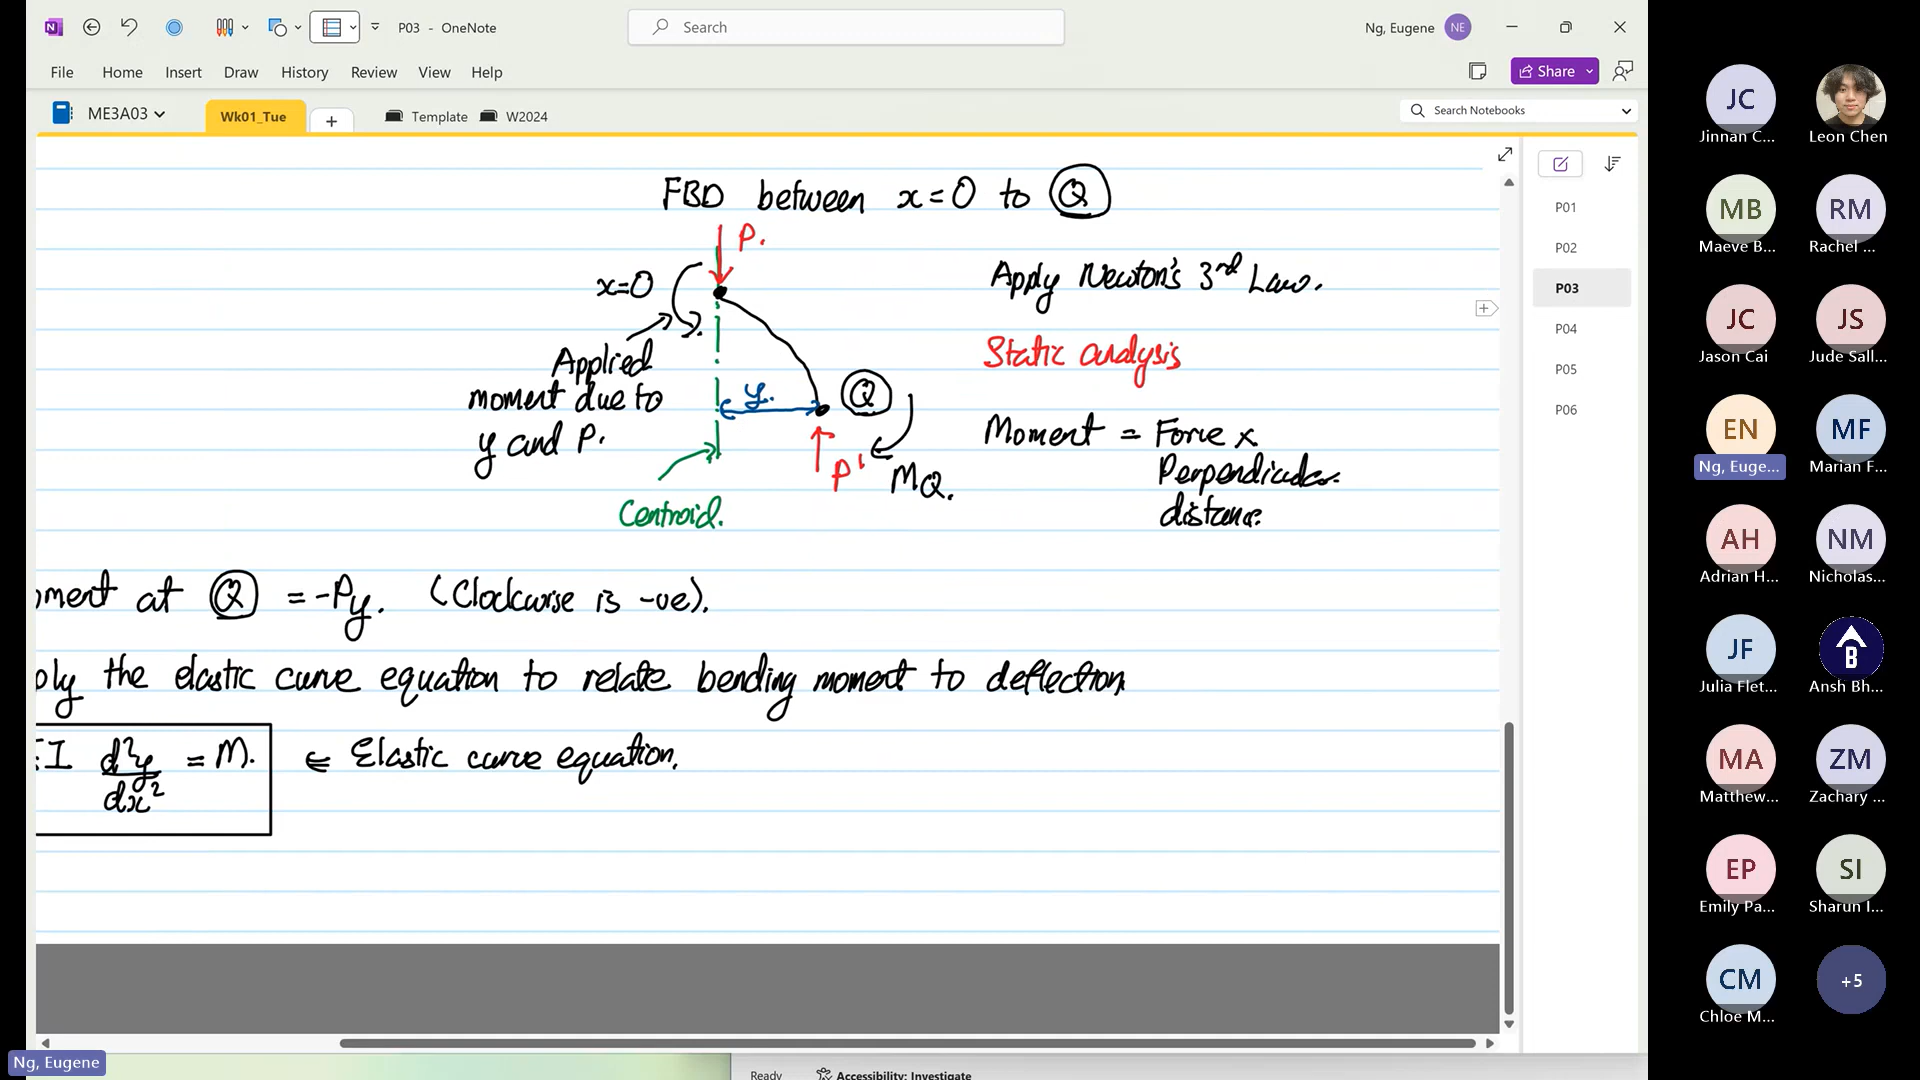 P03 - OneNote
Search
Ng, Eugene
NE
File
Home
Insert
Draw
History
Review
View
Help
Share
ME3A03
Wk01_Tue
+
Template
W2024
Search Notebooks
FBD between x=0 to Q
P.
x=0
Apply Newton's 3rd Law.
Applied
moment due to
y and P.
y.
Q
Static analysis
P'
MQ.
Moment = Force x
Perpendicular
distance
Centroid.
oment at Q = -Py. (Clockwise is -ve).
ply the elastic curve equation to relate bending moment to deflection
EI d²y/dx² = M. ⇐ Elastic curve equation.
P01
P02
P03
P04
P05
P06
JC
Jinnan C...
Leon Chen
MB
Maeve B...
RM
Rachel ...
JC
Jason Cai
JS
Jude Sall...
EN
Ng, Euge...
MF
Marian F...
AH
Adrian H...
NM
Nicholas...
JF
Julia Flet...
B
Ansh Bh...
MA
Matthew...
ZM
Zachary ...
EP
Emily Pa...
SI
Sharun I...
CM
Chloe M...
+5
Ng, Eugene
Ready
Accessibility: Investigate